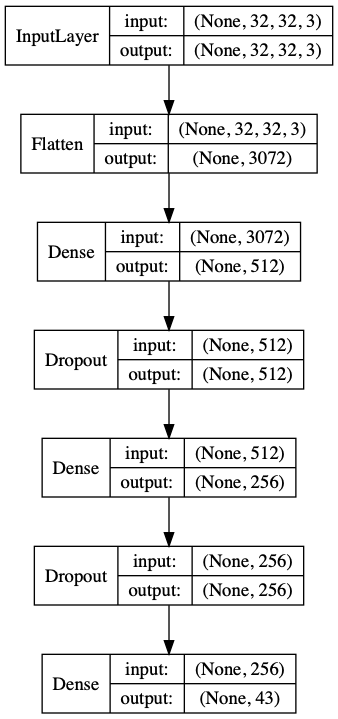 InputLayer input: (None, 32, 32, 3)
output: (None, 32, 32, 3)
Flatten input: (None, 32, 32, 3)
output: (None, 3072)
Dense input: (None, 3072)
output: (None, 512)
Dropout input: (None, 512)
output: (None, 512)
Dense input: (None, 512)
output: (None, 256)
Dropout input: (None, 256)
output: (None, 256)
Dense input: (None, 256)
output: (None, 43)